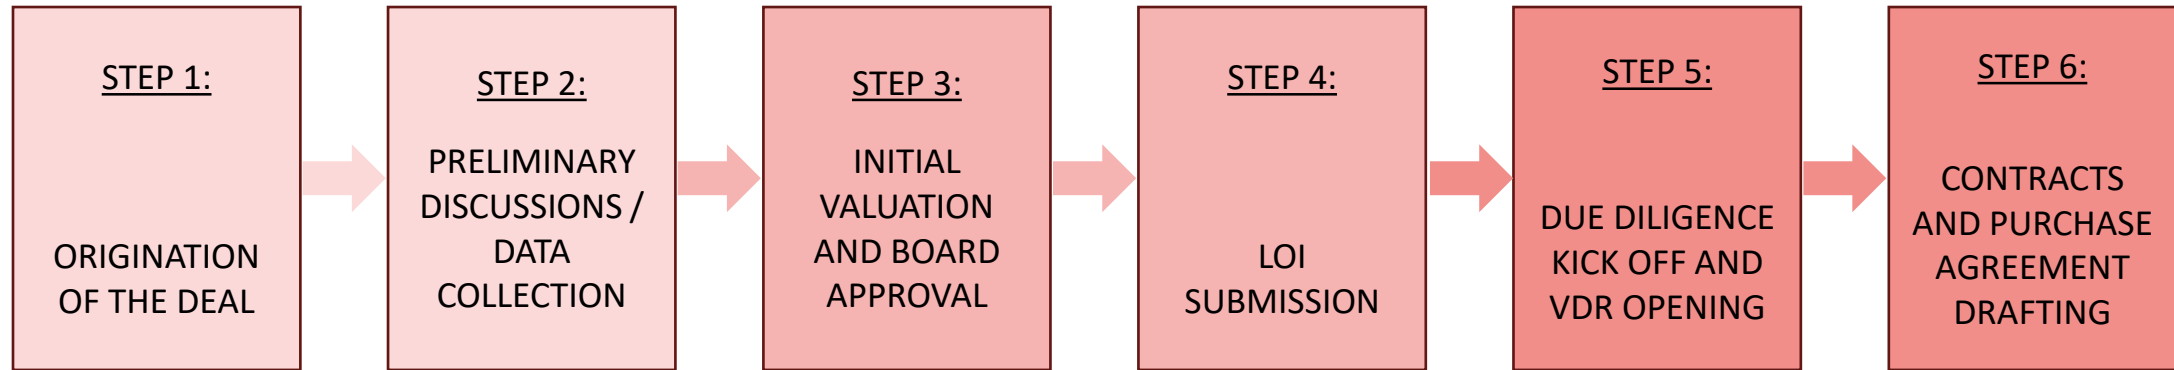 STEP 1:
ORIGINATION
OF THE DEAL
STEP 2:
PRELIMINARY
DISCUSSIONS /
DATA
COLLECTION
STEP 3:
INITIAL
VALUATION
AND BOARD
APPROVAL
STEP 4:
LOI
SUBMISSION
STEP 5:
DUE DILIGENCE
KICK OFF AND
VDR OPENING
STEP 6:
CONTRACTS
AND PURCHASE
AGREEMENT
DRAFTING